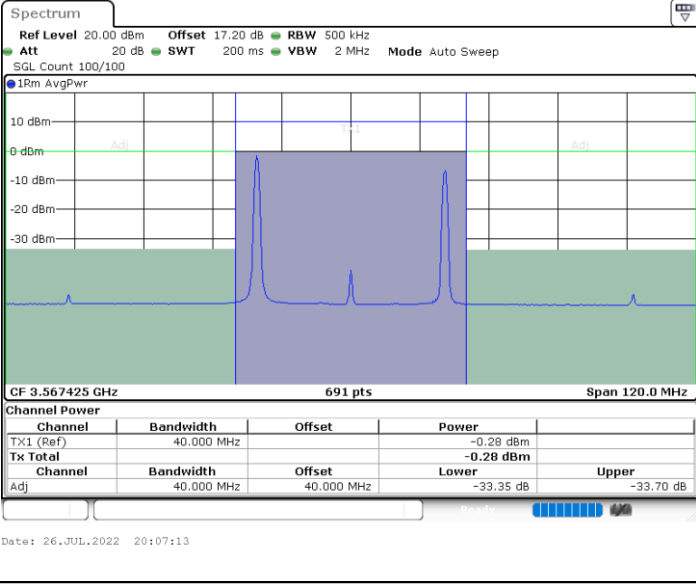 Spectrum
Ref Level 20.00 dBm Offset 17.20 dB RBW 500 kHz
Att 20 dB SWT 200 ms VBW 2 MHz Mode Auto Sweep
SGL Count 100/100
1Rm AvgPwr
10 dBm
TX1
Adj Adj
0 dBm
-10 dBm
-20 dBm
-30 dBm
CF 3.567425 GHz 691 pts Span 120.0 MHz
Channel Power
Channel Bandwidth Offset Power
TX1 (Ref) 40.000 MHz -0.28 dBm
Tx Total -0.28 dBm
Channel Bandwidth Offset Lower Upper
Adj 40.000 MHz 40.000 MHz -33.35 dB -33.70 dB
Ready
Date: 26.JUL.2022 20:07:13